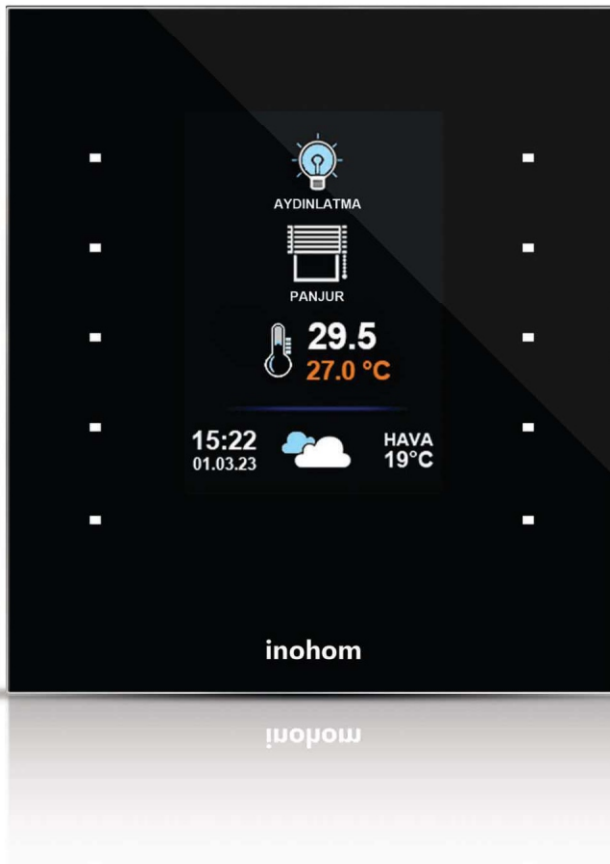 AYDINLATMA
PANJUR
29.5
27.0 °C
15:22
01.03.23
HAVA
19°C
inohom